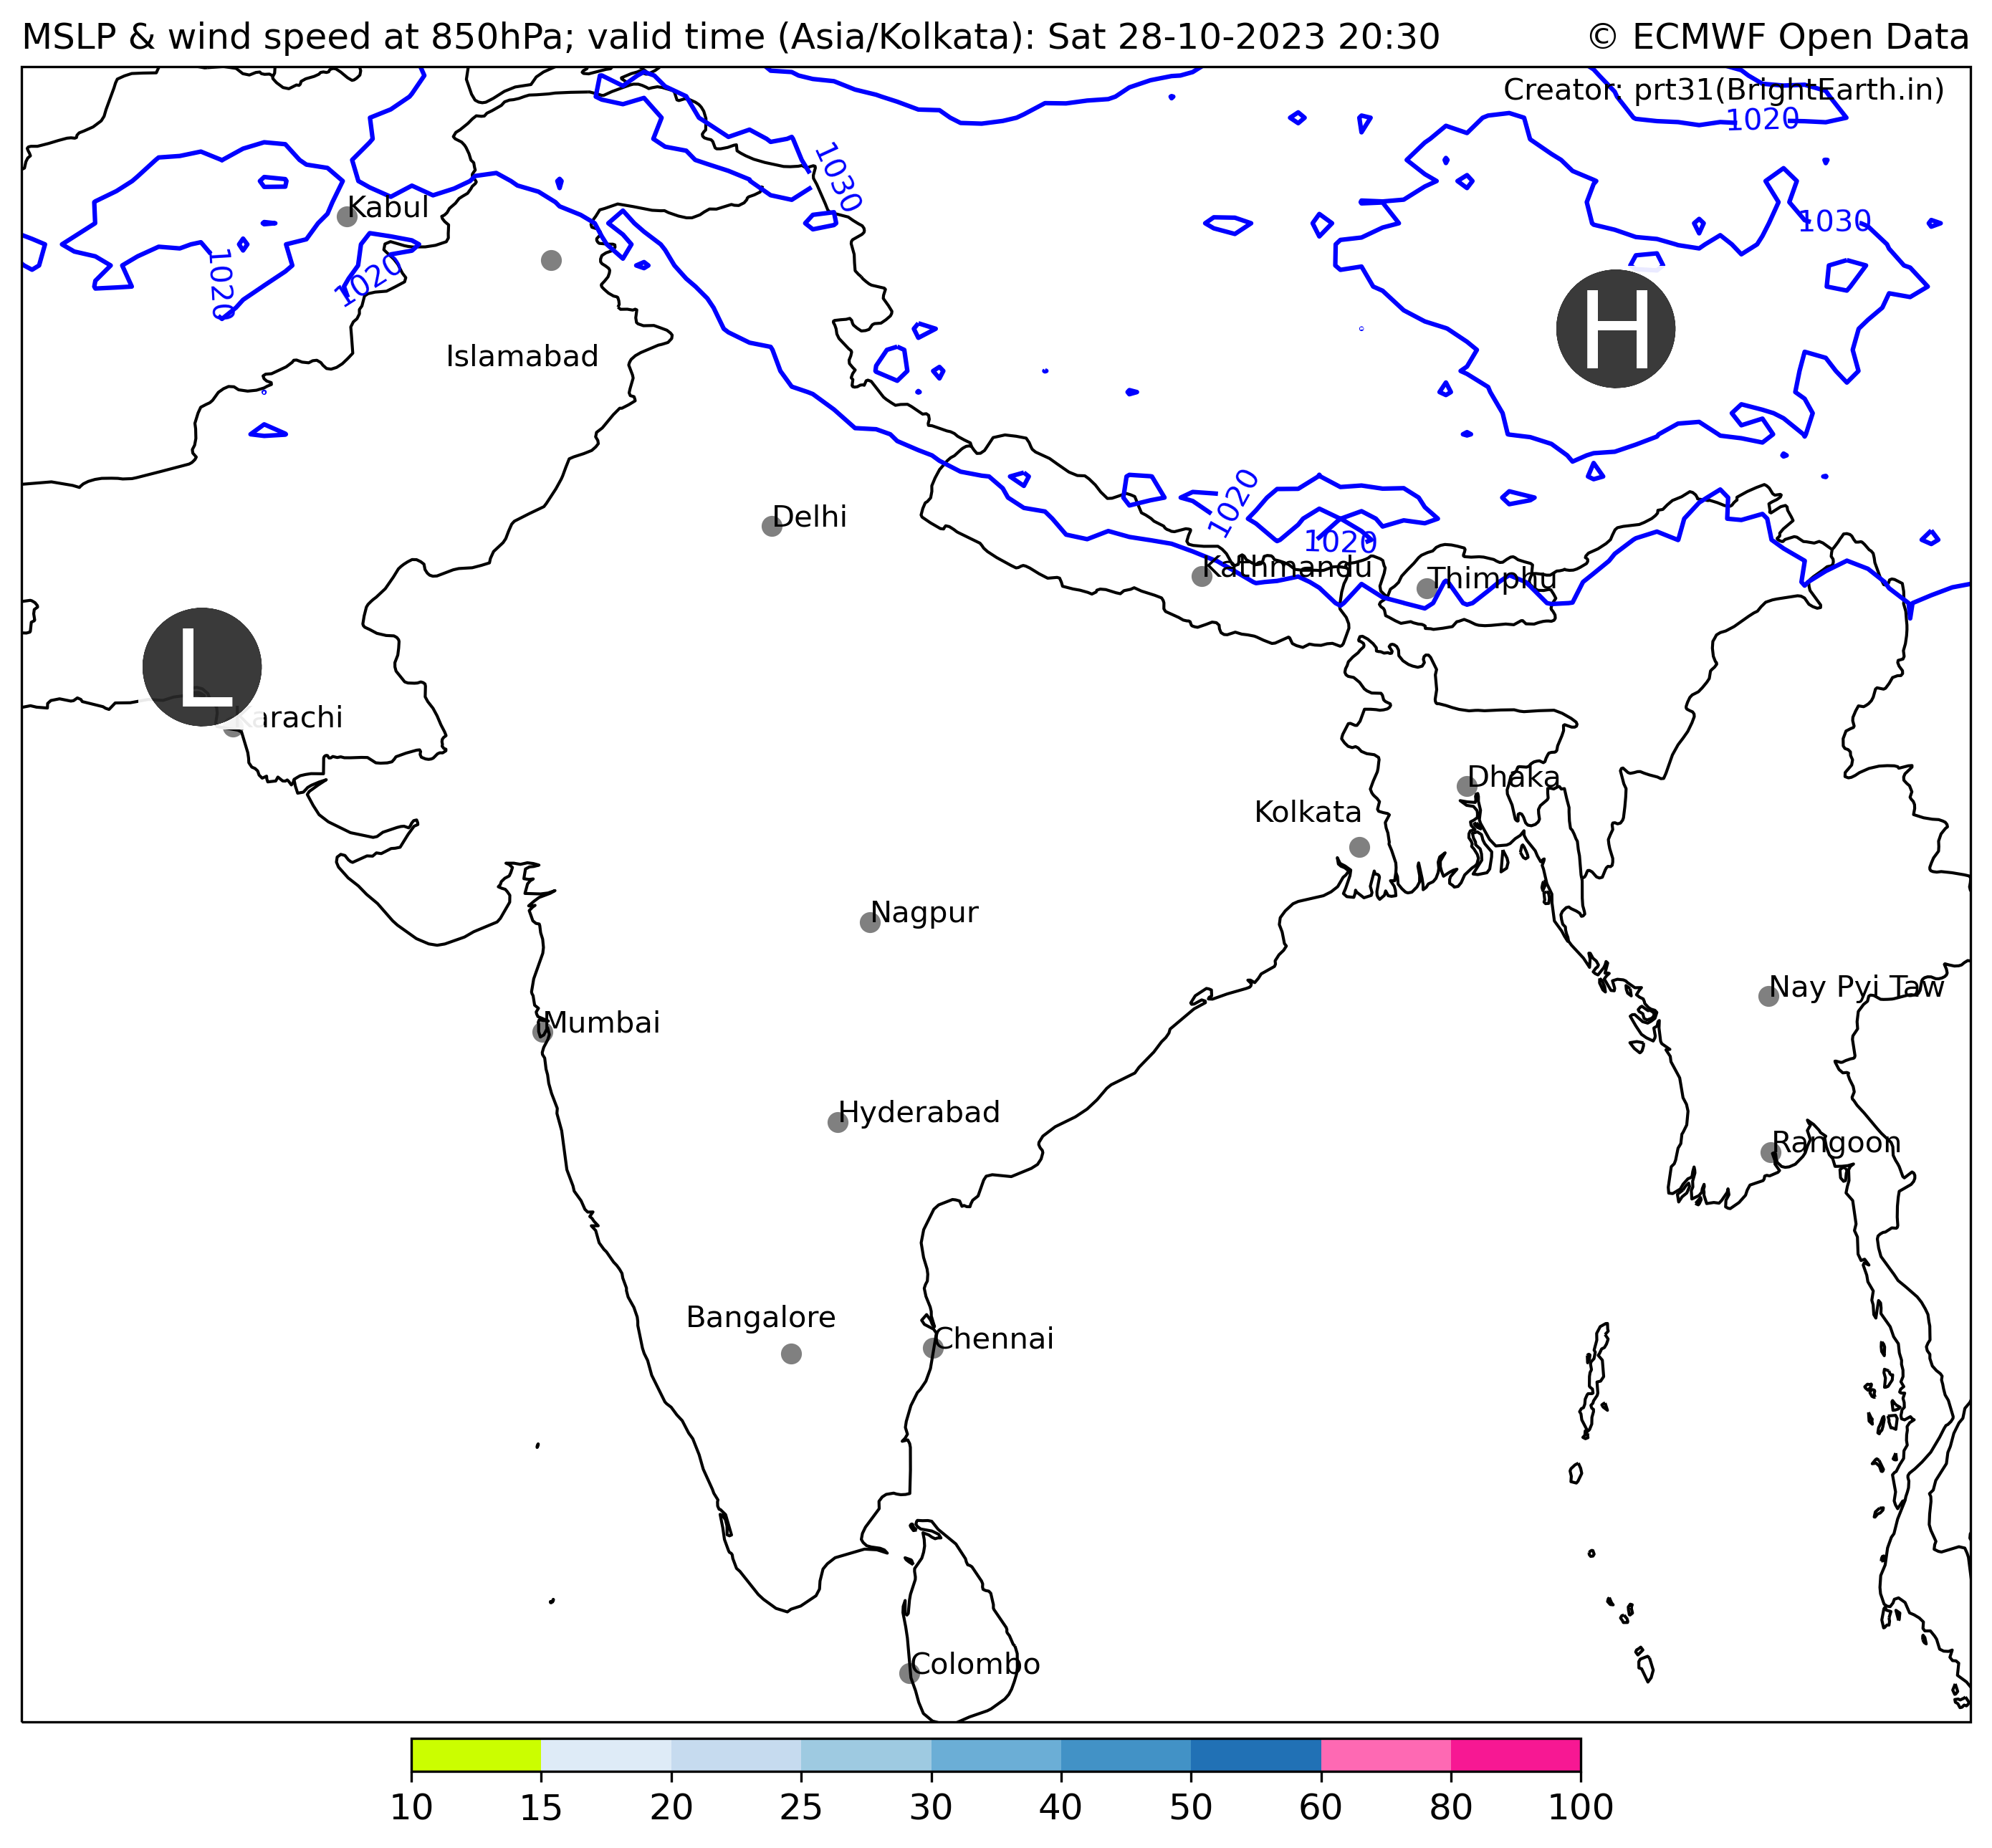 MSLP & wind speed at 850hPa; valid time (Asia/Kolkata): Sat 28-10-2023 20:30
© ECMWF Open Data
Creator: prt31(BrightEarth.in)
1020
1030
1030
Kabul
1020
1020
H
Islamabad
1020
Delhi
1020
Kathmandu
Thimphu
L
Karachi
Dhaka
Kolkata
Nagpur
Nay Pyi Taw
Mumbai
Hyderabad
Rangoon
Bangalore
Chennai
Colombo
10 15 20 25 30 40 50 60 80 100